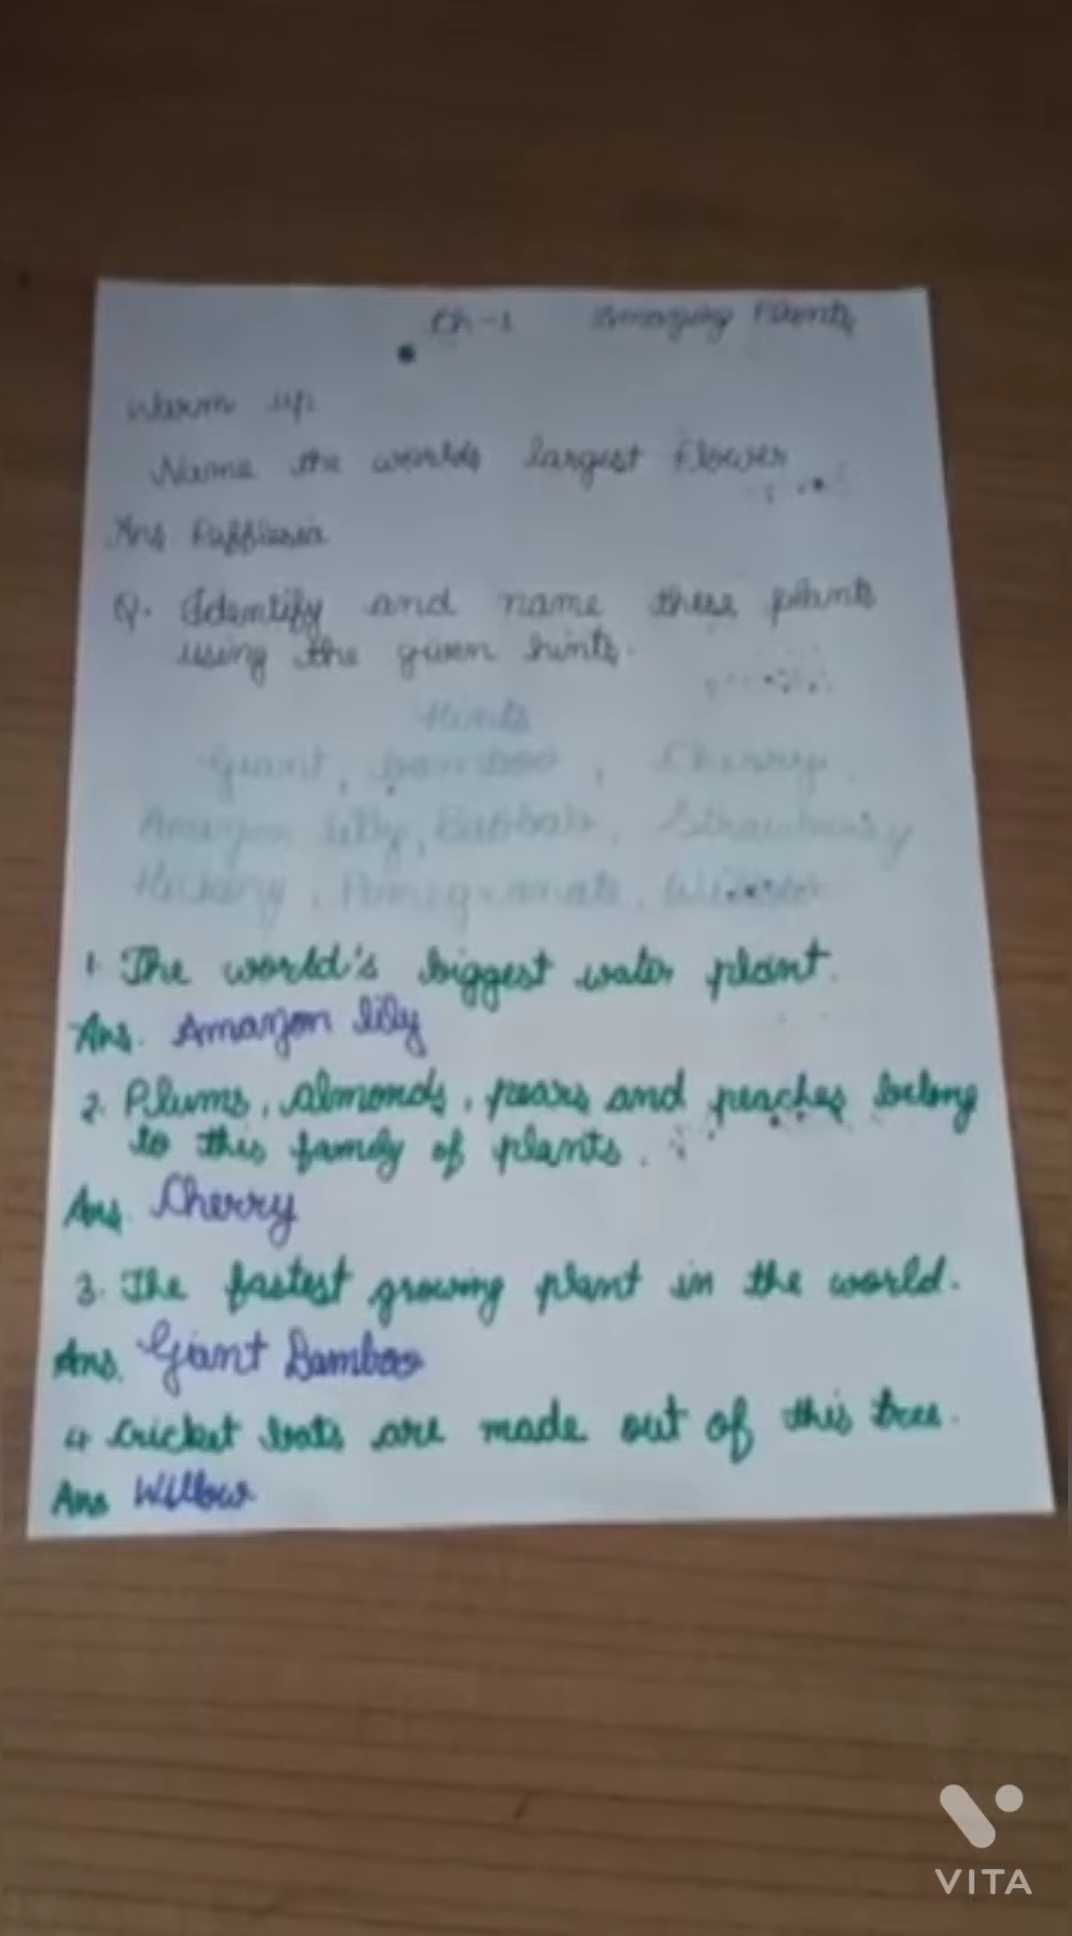 Ch-1 Amazing Plants
Warm up
Name the worlds largest Flower
Ans. Rafflesia
Q. Identify and name these plants
using the given hints.
Hints
Giant, bamboo, Cherry,
Amazon lilly, Baobab, Strawberry
Hickory, Pomegranate, Willow
1. The world's biggest water plant.
Ans. Amazon lily
2. Plums, Almonds, pears and peaches belong
to this family of plants.
Ans. Cherry
3. The fastest growing plant in the world.
Ans. Giant Bamboo
4 Cricket bats are made out of this tree.
Ans Willow
VITA